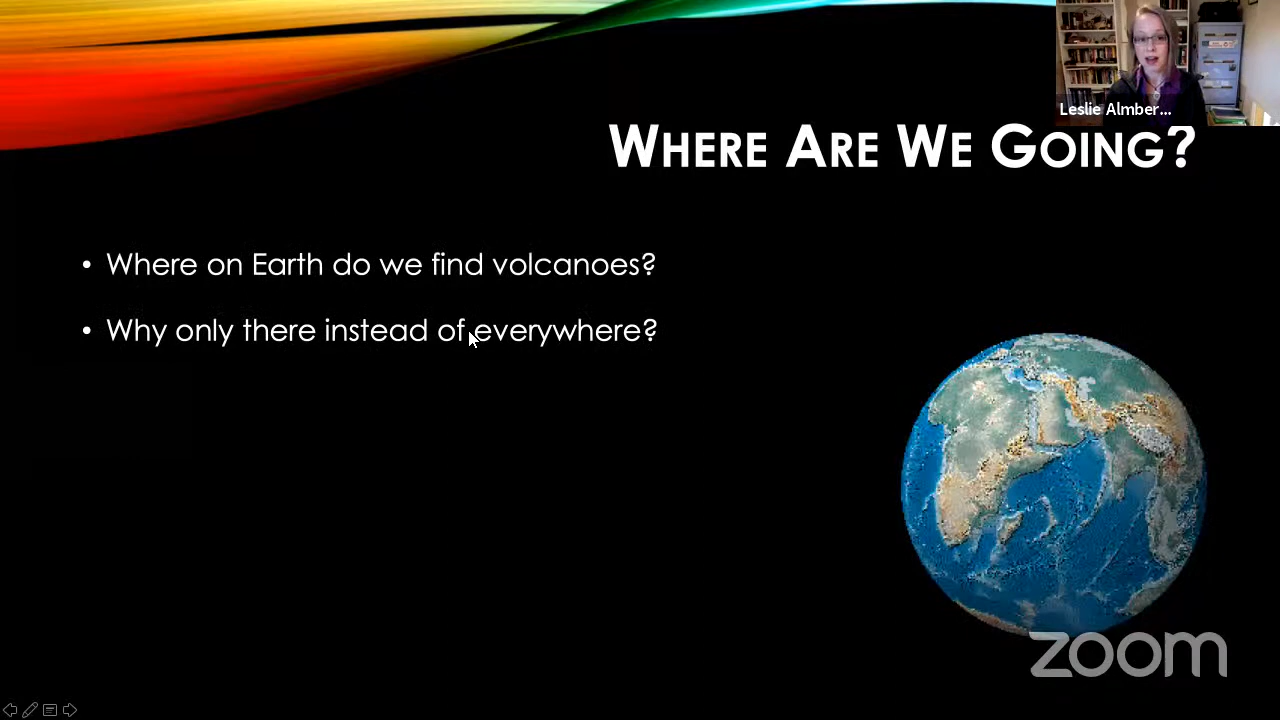 Leslie Almber...
Where Are We Going?
• Where on Earth do we find volcanoes?
• Why only there instead of everywhere?
zoom